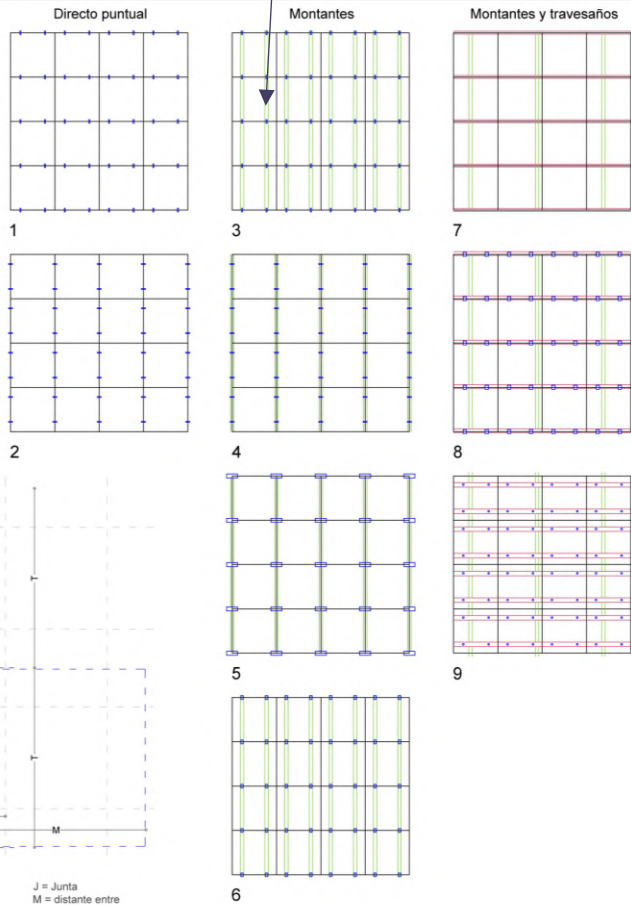 Directo puntual
Montantes
Montantes y travesaños
1
3
7
2
4
8
5
9
6
T
T
M
J = Junta
M = distante entre